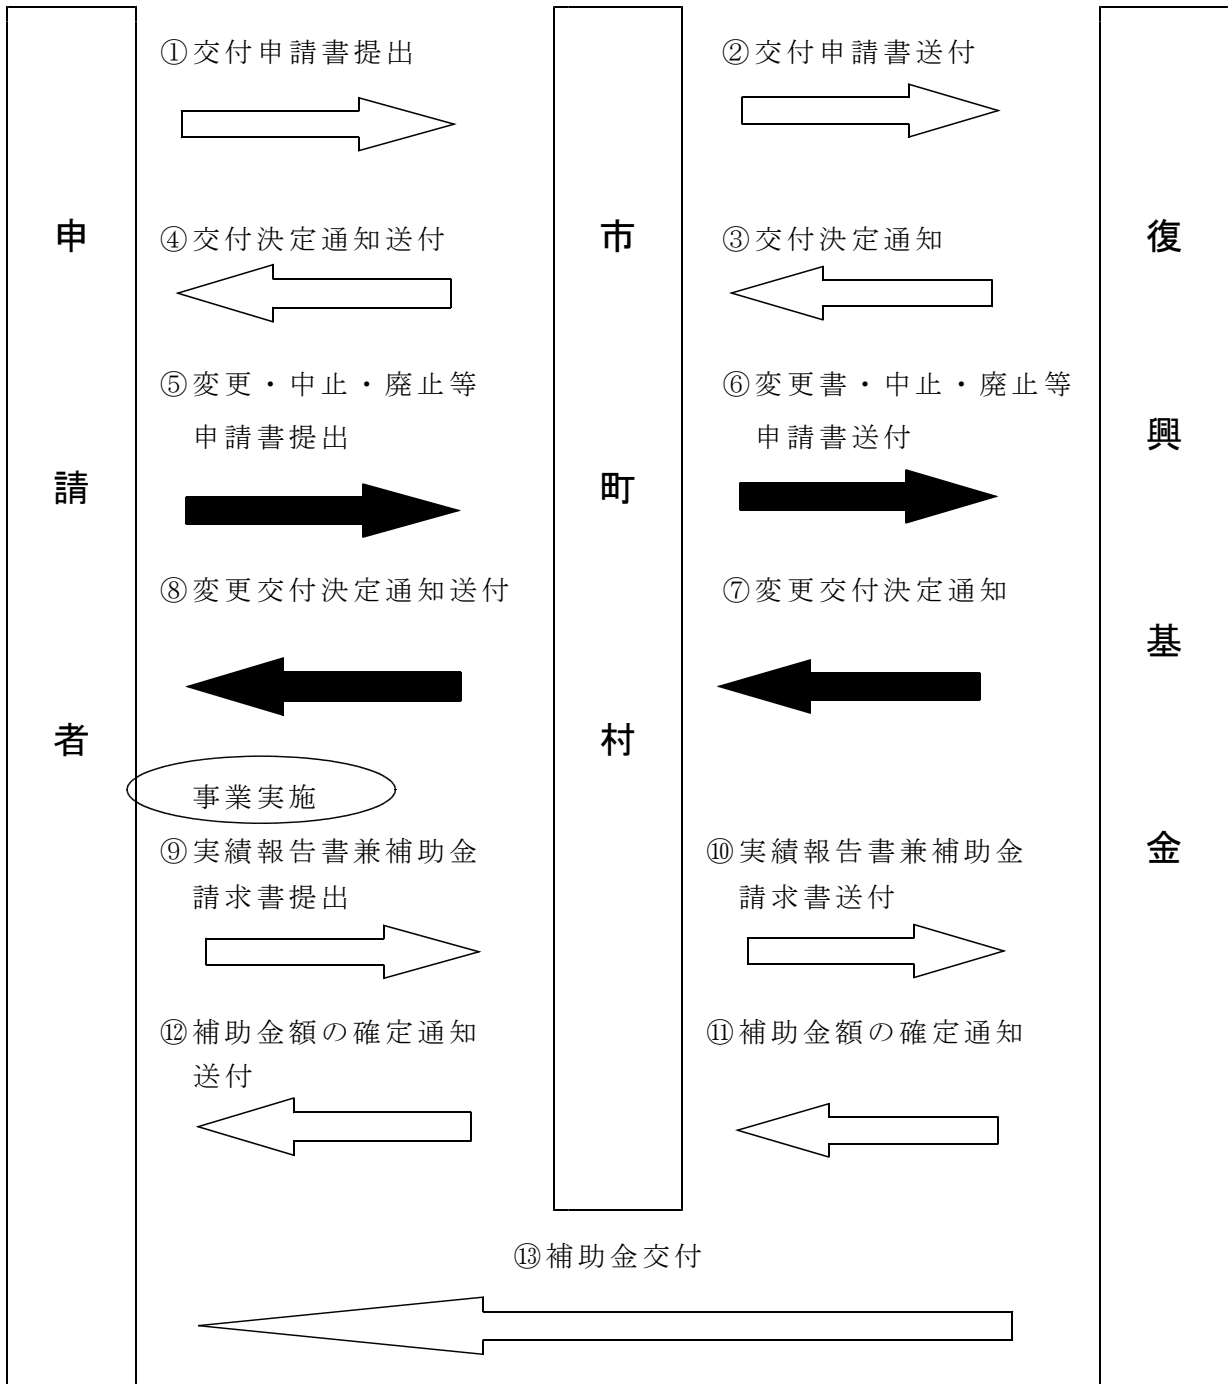 申請者
市町村
復興基金
①交付申請書提出
②交付申請書送付
④交付決定通知送付
③交付決定通知
⑤変更・中止・廃止等
申請書提出
⑥変更書・中止・廃止等
申請書送付
⑧変更交付決定通知送付
⑦変更交付決定通知
事業実施
⑨実績報告書兼補助金
請求書提出
⑩実績報告書兼補助金
請求書送付
⑫補助金額の確定通知
送付
⑪補助金額の確定通知
⑬補助金交付